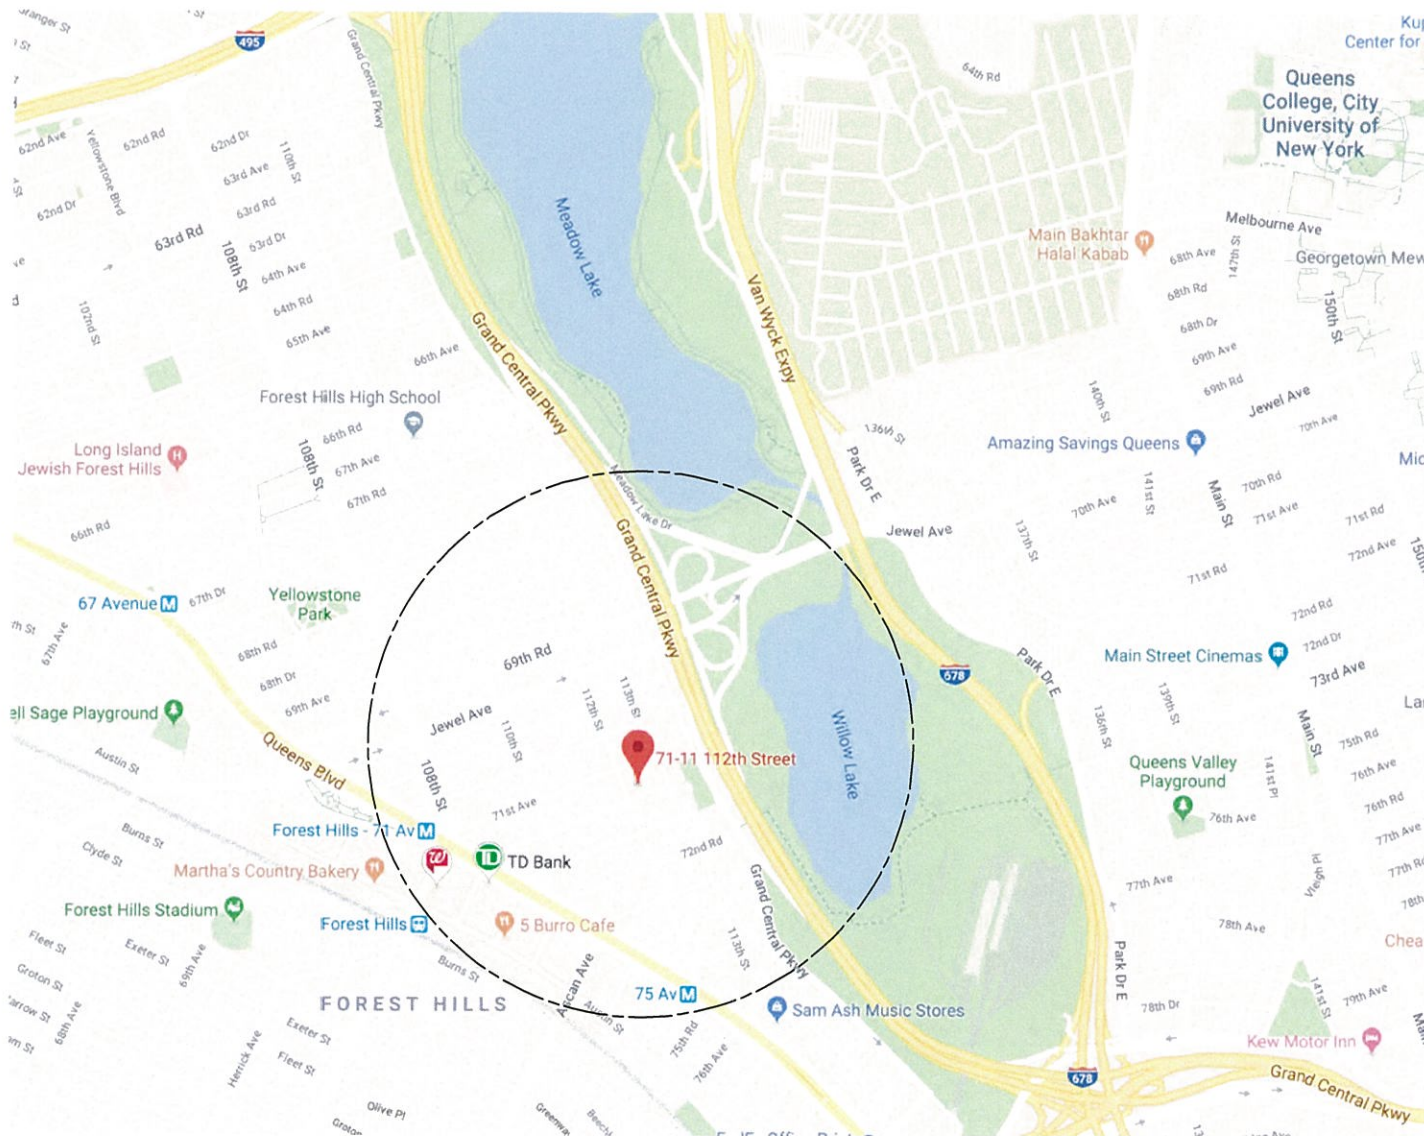 495
Grand Central Pkwy
64th Rd
Queens
College, City
University of
New York
62nd Ave
Yellowstone Blvd
62nd Rd
62nd Dr
110th St
63rd Ave
62nd Dr
63rd Rd
63rd Rd
108th St
63rd Dr
64th Ave
64th Rd
65th Ave
102nd St
66th Ave
Meadow Lake
Grand Central Pkwy
Van Wyck Expy
Main Bakhtar
Halal Kabab
Melbourne Ave
68th Ave
147th St
68th Rd
150th St
68th Dr
69th Ave
69th Rd
Jewel Ave
70th Ave
140th St
136th St
Forest Hills High School
Long Island
Jewish Forest Hills
H
108th St
66th Rd
67th Ave
67th Rd
66th Rd
Amazing Savings Queens
Park Dr E
Main St
141st St
70th Rd
70th Ave
71st Ave
71st Rd
72nd Ave
Jewel Ave
137th St
71st Rd
Meadow Lake Dr
Grand Central Pkwy
67 Avenue M
67th Dr
67th Ave
Yellowstone
Park
68th Rd
68th Dr
69th Ave
69th Rd
Jewel Ave
110th St
112th St
113th St
71-11 112th Street
Willow Lake
678
Park Dr E
72nd Rd
72nd Dr
Main Street Cinemas
73rd Ave
139th St
136th St
Main St
75th Rd
76th Ave
Queens Valley
Playground
141st Pl
76th Rd
76th Ave
77th Ave
77th Ave
Vleigh Pl
78th Ave
ell Sage Playground
Austin St
Queens Blvd
108th St
71st Ave
72nd Rd
Forest Hills - 71 Av M
Burns St
Clyde St
Martha's Country Bakery
TD
TD Bank
Forest Hills Stadium
Forest Hills
5 Burro Cafe
Fleet St
Exeter St
69th Ave
Groton St
68th Ave
Burns St
FOREST HILLS
Ascan Ave
Austin St
75 Av M
113th St
Grand Central Pkwy
Sam Ash Music Stores
75th Rd
76th Ave
Herrick Ave
Exeter St
Fleet St
Olive Pl
Park Dr E
78th Dr
141st St
79th Ave
Kew Motor Inn
678
Grand Central Pkwy